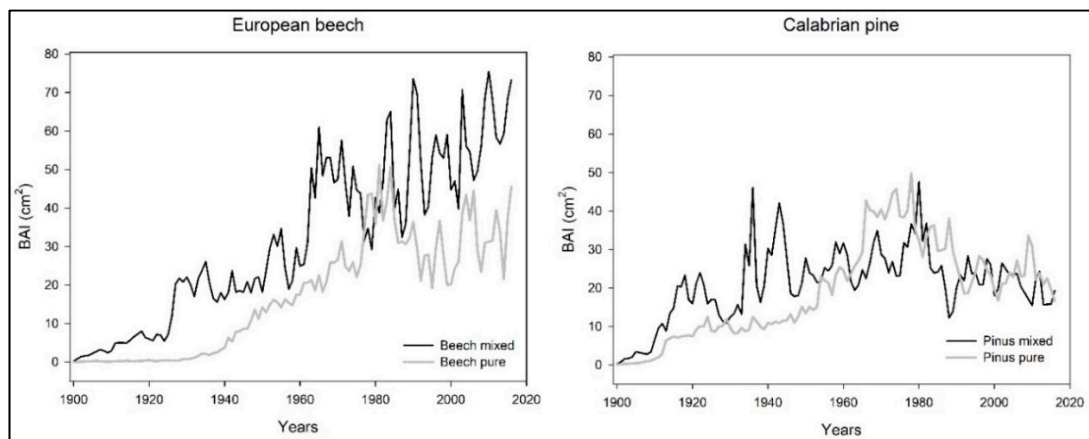 European beech
80
70
60
50
40
30
20
10
0
BAI (cm²)
Beech mixed
Beech pure
1900 1920 1940 1960 1980 2000 2020
Years
Calabrian pine
80
70
60
50
40
30
20
10
0
BAI (cm²)
Pinus mixed
Pinus pure
1900 1920 1940 1960 1980 2000 2020
Years